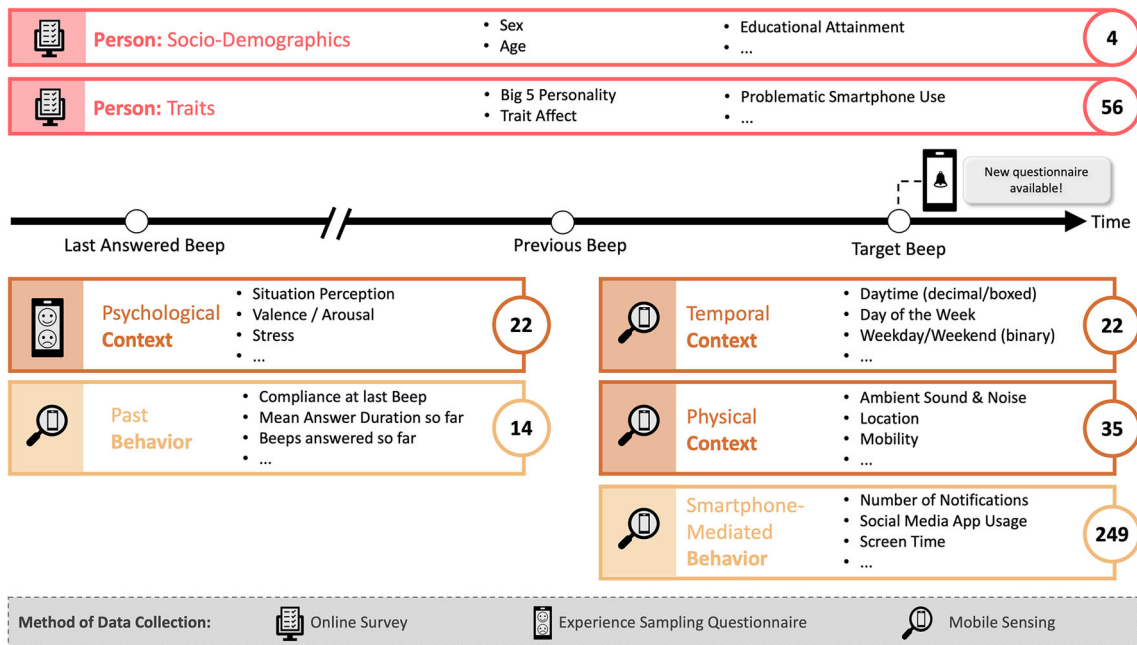 Person: Socio-Demographics
• Sex
• Age
• Educational Attainment
• ...
4
Person: Traits
• Big 5 Personality
• Trait Affect
• Problematic Smartphone Use
• ...
56
New questionnaire
available!
Last Answered Beep
Previous Beep
Target Beep
Time
Psychological
Context
• Situation Perception
• Valence / Arousal
• Stress
• ...
22
Past
Behavior
• Compliance at last Beep
• Mean Answer Duration so far
• Beeps answered so far
• ...
14
Temporal
Context
• Daytime (decimal/boxed)
• Day of the Week
• Weekday/Weekend (binary)
• ...
22
Physical
Context
• Ambient Sound & Noise
• Location
• Mobility
• ...
35
Smartphone-
Mediated
Behavior
• Number of Notifications
• Social Media App Usage
• Screen Time
• ...
249
Method of Data Collection:
Online Survey
Experience Sampling Questionnaire
Mobile Sensing